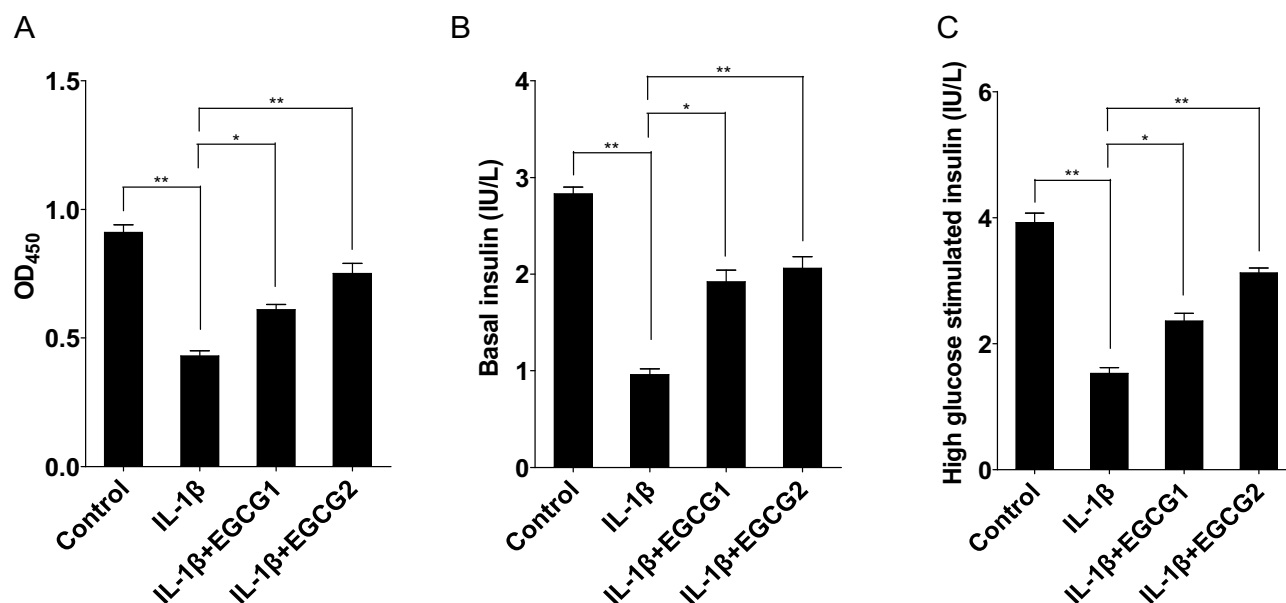 A
OD450
1.5
1.0
0.5
0.0
**
*
**
Control
IL-1β
IL-1β+EGCG1
IL-1β+EGCG2
B
Basal insulin (IU/L)
4
3
2
1
0
**
*
**
Control
IL-1β
IL-1β+EGCG1
IL-1β+EGCG2
C
High glucose stimulated insulin (IU/L)
6
4
2
0
**
*
**
Control
IL-1β
IL-1β+EGCG1
IL-1β+EGCG2